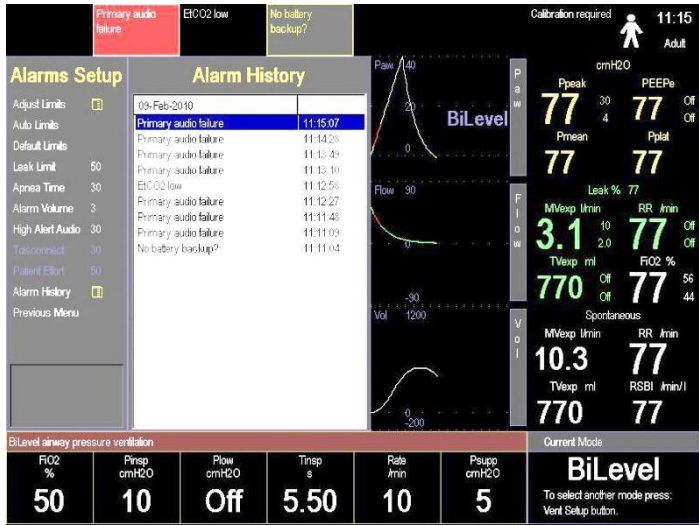 Primary audio
failure
EtCO2 low
No battery
backup?
Calibration required
11:15
Adult
Alarms Setup
Adjust Limits
Auto Limits
Default Limits
Leak Limit 50
Apnea Time 30
Alarm Volume 3
High Alert Audio 30
Tdisconnect 30
Patient Effort 50
Alarm History
Previous Menu
Alarm History
09-Feb-2010
Primary audio failure 11:15:07
Primary audio failure 11:14:28
Primary audio failure 11:13:49
Primary audio failure 11:13:10
EtCO2 low 11:12:58
Primary audio failure 11:12:27
Primary audio failure 11:11:48
Primary audio failure 11:11:09
No battery backup? 11:11:04
Paw 40
20
0
BiLevel
Paw
Flow 90
0
-90
Flow
Vol 1200
0
-200
Vol
cmH2O
Ppeak PEEPe
77 30 4 77 Off Off
Pmean Pplat
77 77
Leak % 77
MVexp l/min RR /min
3.1 10 2.0 77 Off Off
TVexp ml FiO2 %
770 Off Off 77 56 44
Spontaneous
MVexp l/min RR /min
10.3 77
TVexp ml RSBI /min/l
770 77
BiLevel airway pressure ventilation
FiO2 % 50
Pinsp cmH2O 10
Plow cmH2O Off
Tinsp s 5.50
Rate /min 10
Psupp cmH2O 5
Current Mode
BiLevel
To select another mode press:
Vent Setup button.